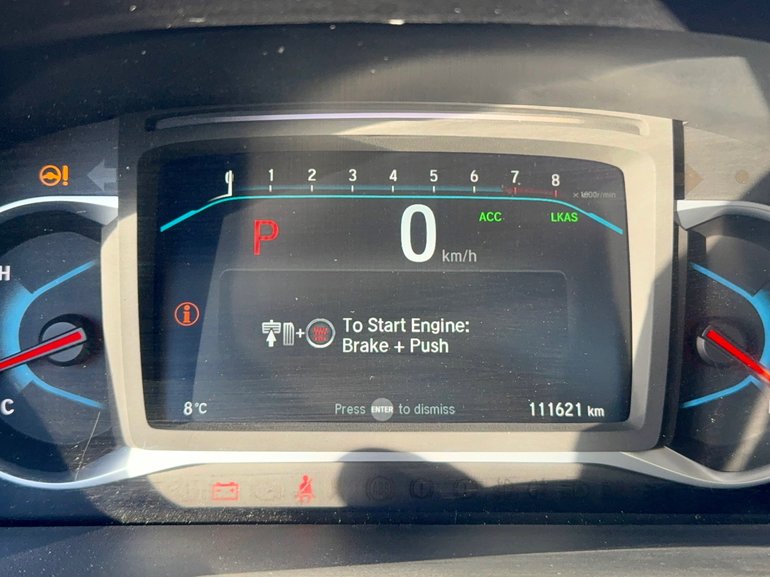 0 1 2 3 4 5 6 7 8
x1000r/min
P 0 km/h
ACC LKAS
H
To Start Engine:
Brake + Push
C
8°C Press ENTER to dismiss 111621 km